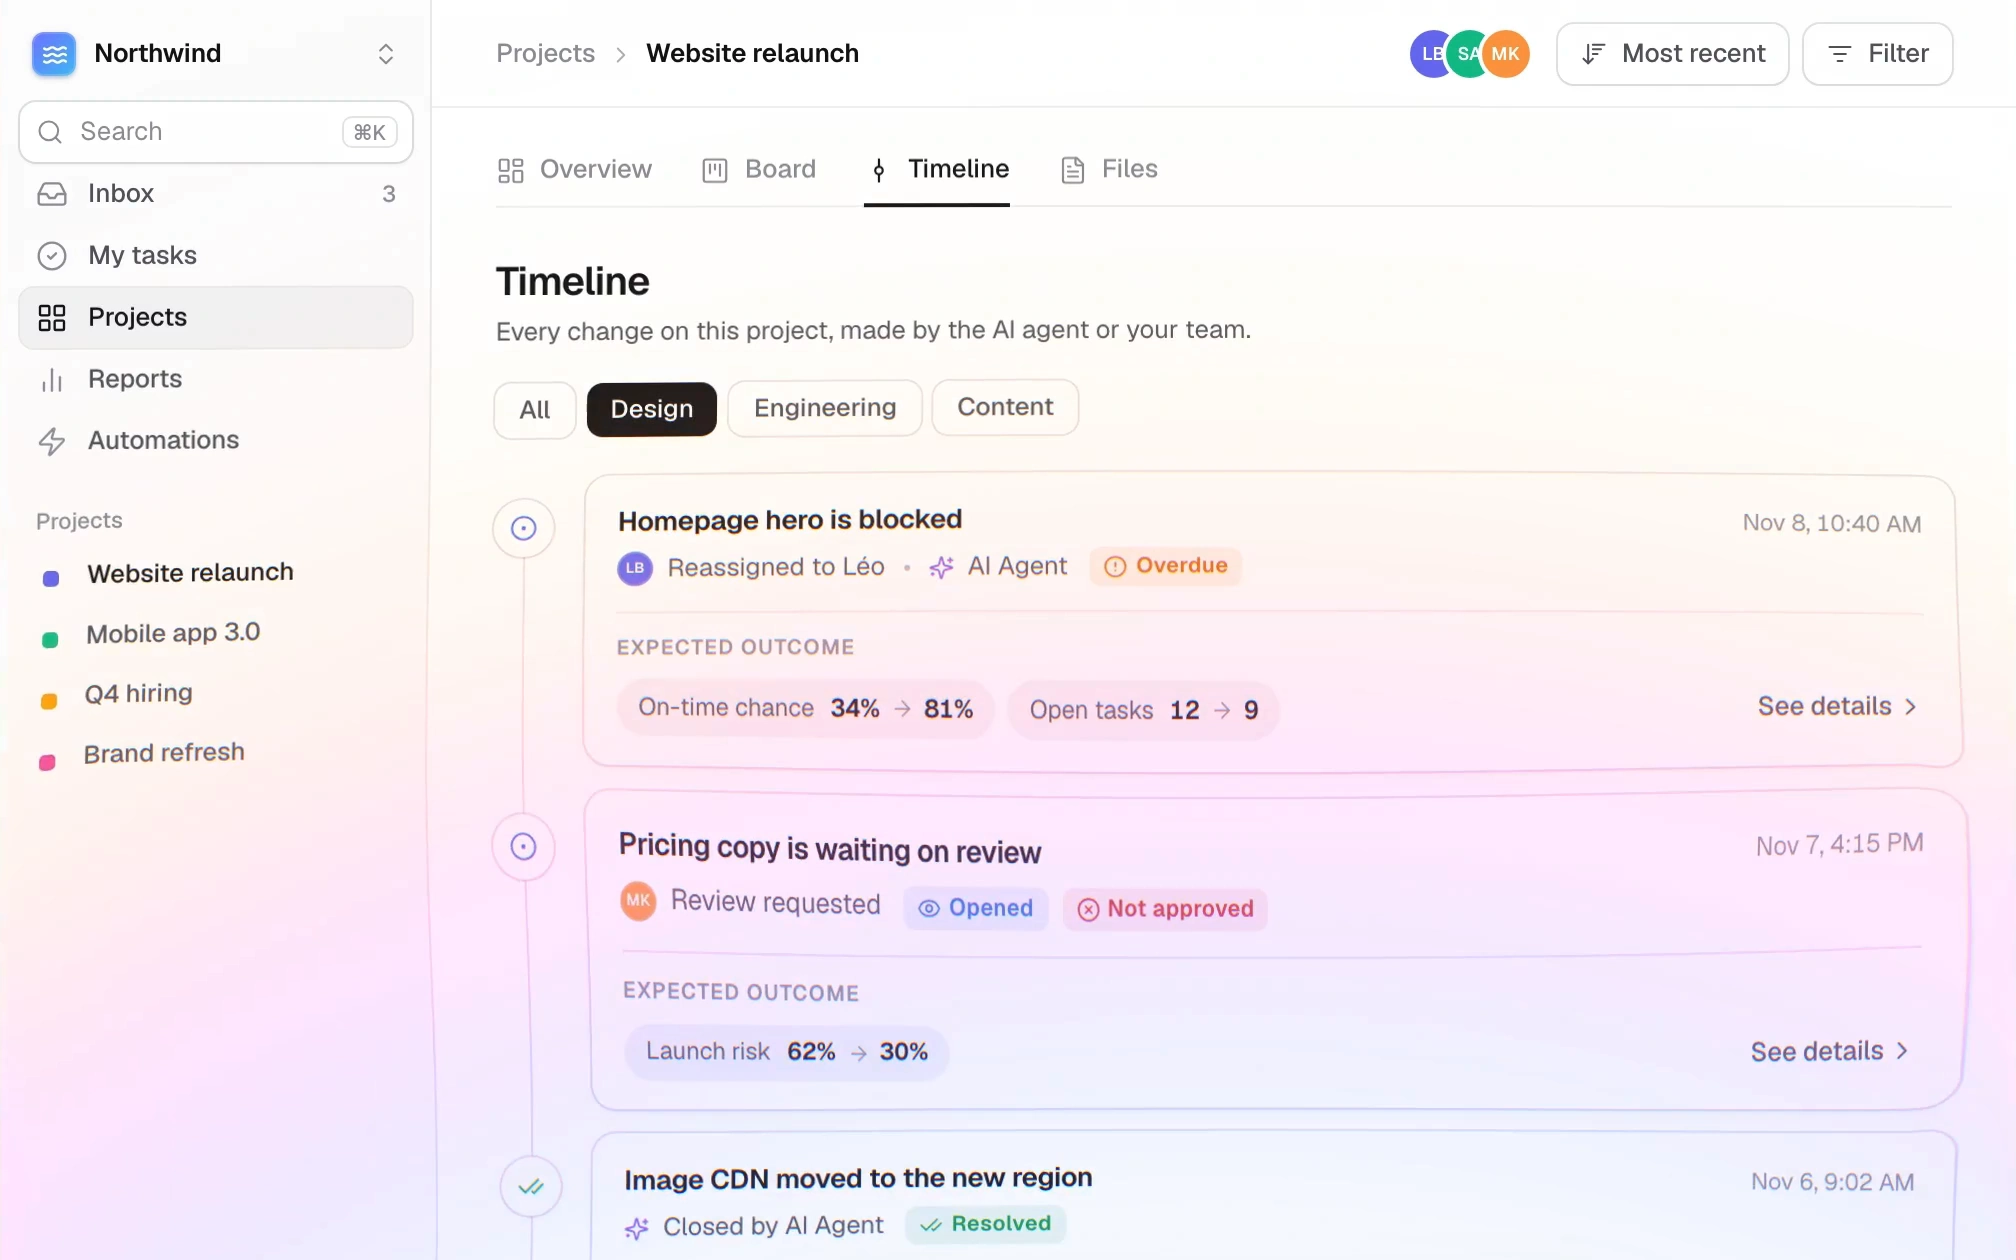 Northwind
Search ⌘K
Inbox 3
My tasks
Projects
Reports
Automations
Projects
Website relaunch
Mobile app 3.0
Q4 hiring
Brand refresh
Projects > Website relaunch
LB SA MK
Most recent
Filter
Overview Board Timeline Files
Timeline
Every change on this project, made by the AI agent or your team.
All Design Engineering Content
Homepage hero is blocked Nov 8, 10:40 AM
LB Reassigned to Léo • AI Agent Overdue
EXPECTED OUTCOME
On-time chance 34% → 81% Open tasks 12 → 9 See details >
Pricing copy is waiting on review Nov 7, 4:15 PM
MK Review requested Opened Not approved
EXPECTED OUTCOME
Launch risk 62% → 30% See details >
Image CDN moved to the new region Nov 6, 9:02 AM
Closed by AI Agent Resolved